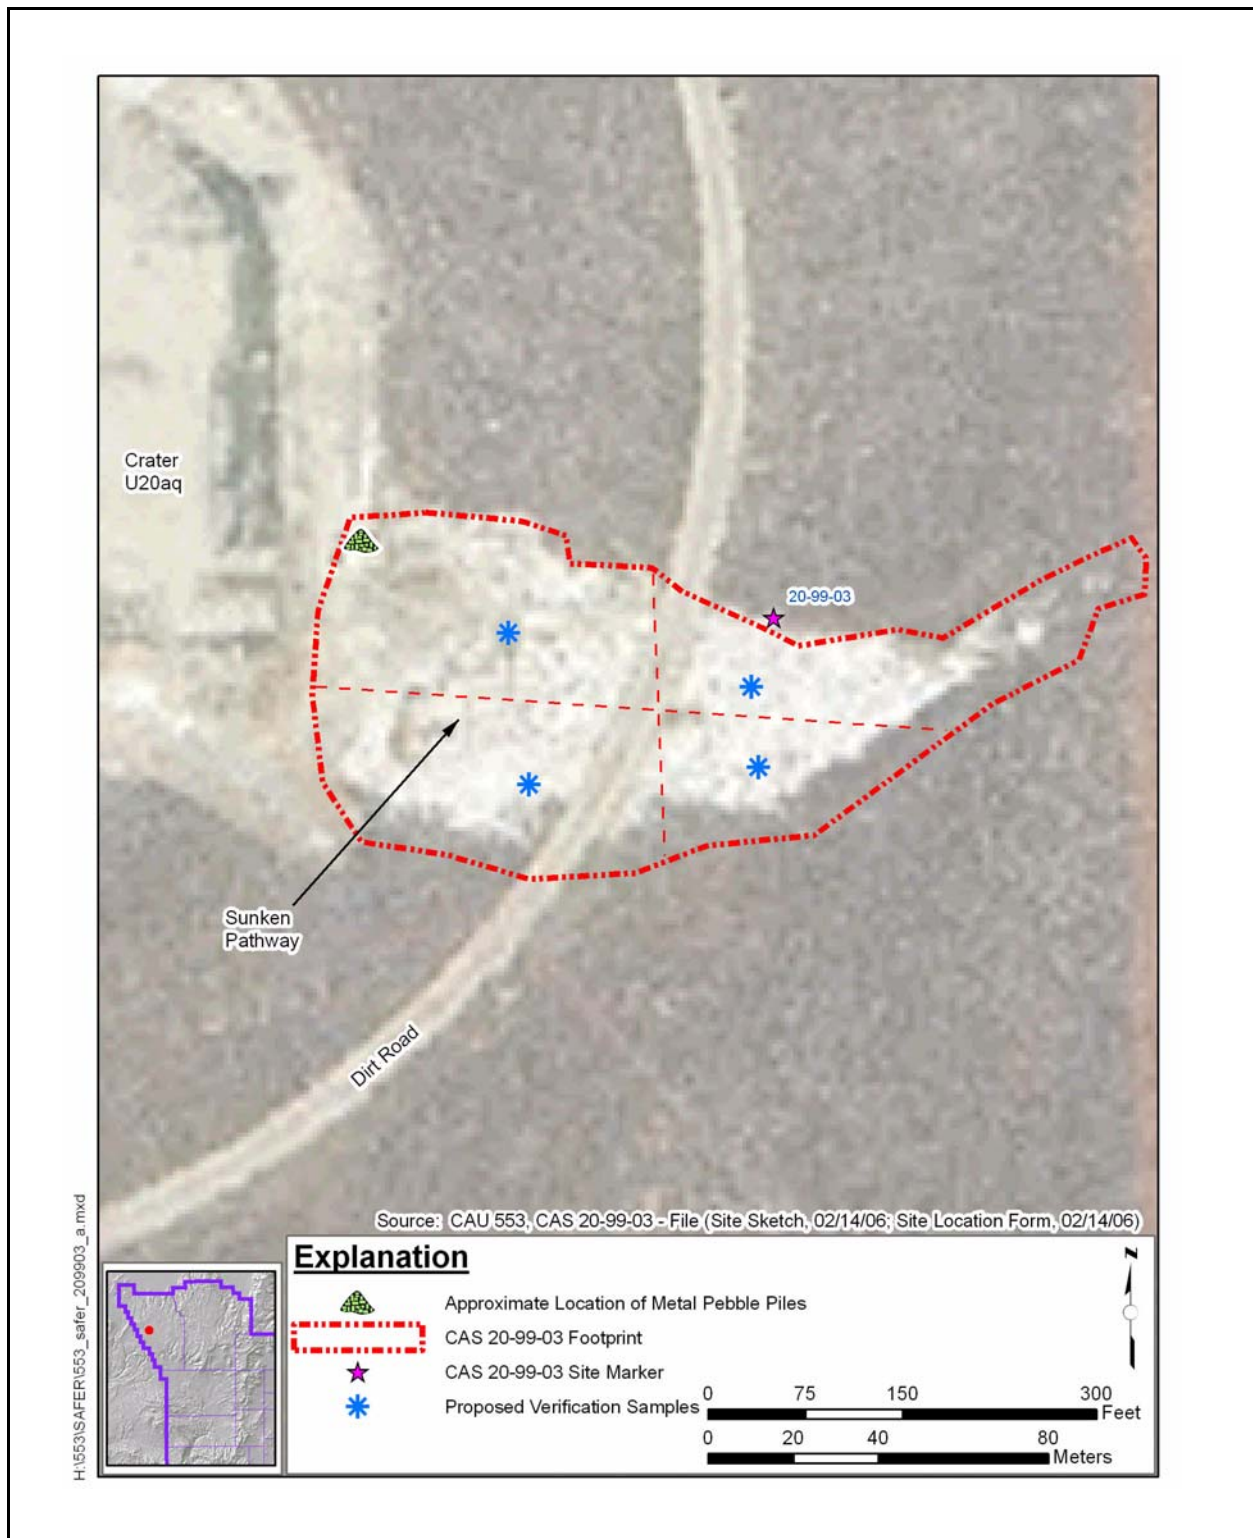 Crater
U20aq
20-99-03
Sunken
Pathway
Dirt Road
Source: CAU 553, CAS 20-99-03 - File (Site Sketch, 02/14/06; Site Location Form, 02/14/06)
H:\553\SAFER\553_safer_209903_a.mxd
Explanation
Approximate Location of Metal Pebble Piles
CAS 20-99-03 Footprint
CAS 20-99-03 Site Marker
Proposed Verification Samples
0 75 150 300
Feet
0 20 40 80
Meters
N